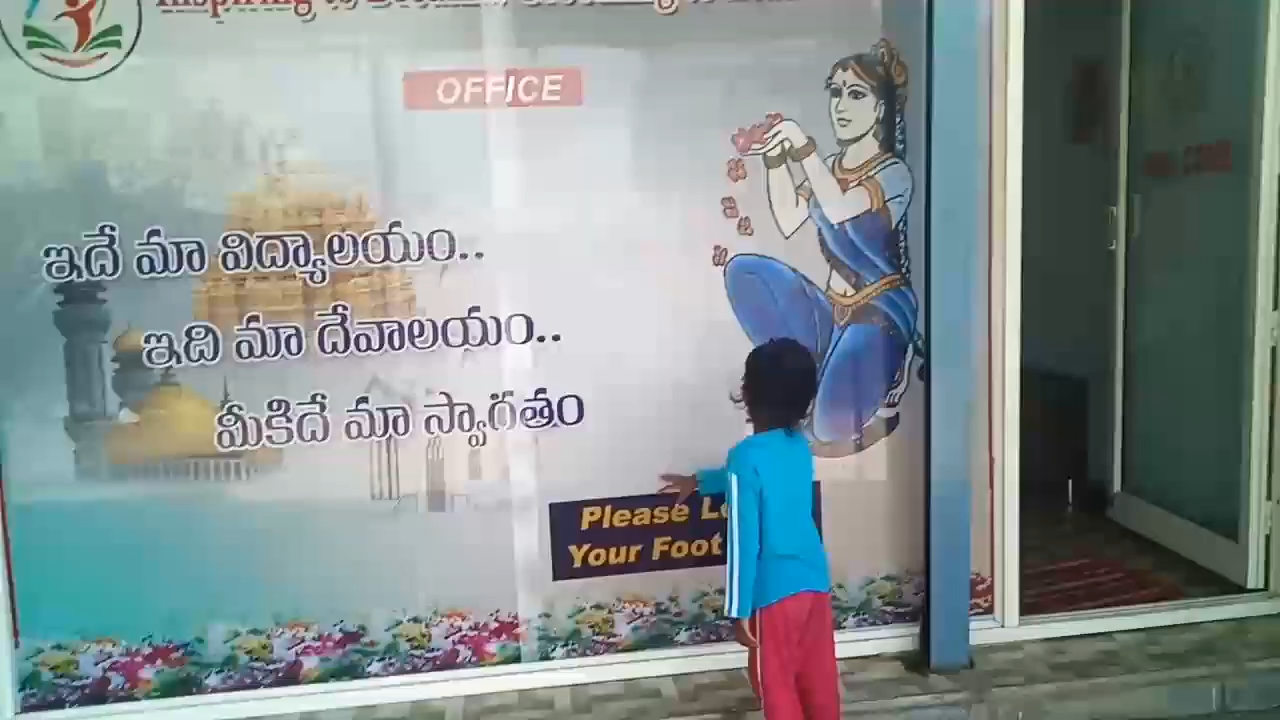 OFFICE
ఇదే మా విద్యాలయం..
ఇది మా దేవాలయం..
మీకిదే మా స్వాగతం
Please
Your Foot